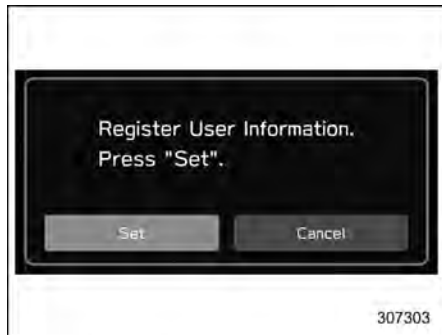 Register User Information.
Press "Set".
Set
Cancel
307303